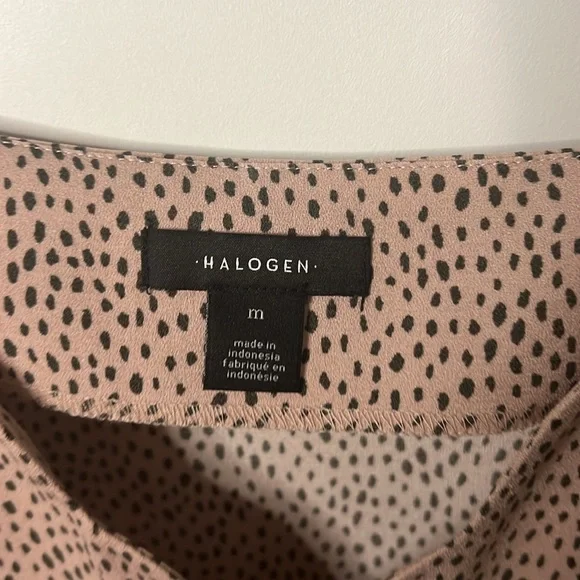 ·HALOGEN·
m
made in
indonesia
fabriqué en
indonésie